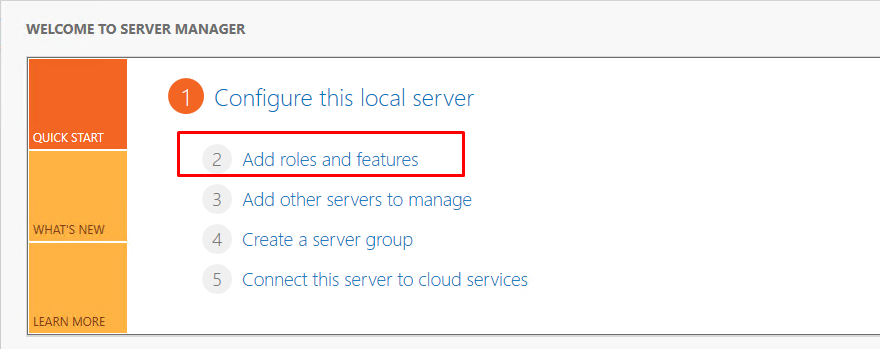 WELCOME TO SERVER MANAGER
QUICK START
WHAT'S NEW
LEARN MORE
1 Configure this local server
2 Add roles and features
3 Add other servers to manage
4 Create a server group
5 Connect this server to cloud services